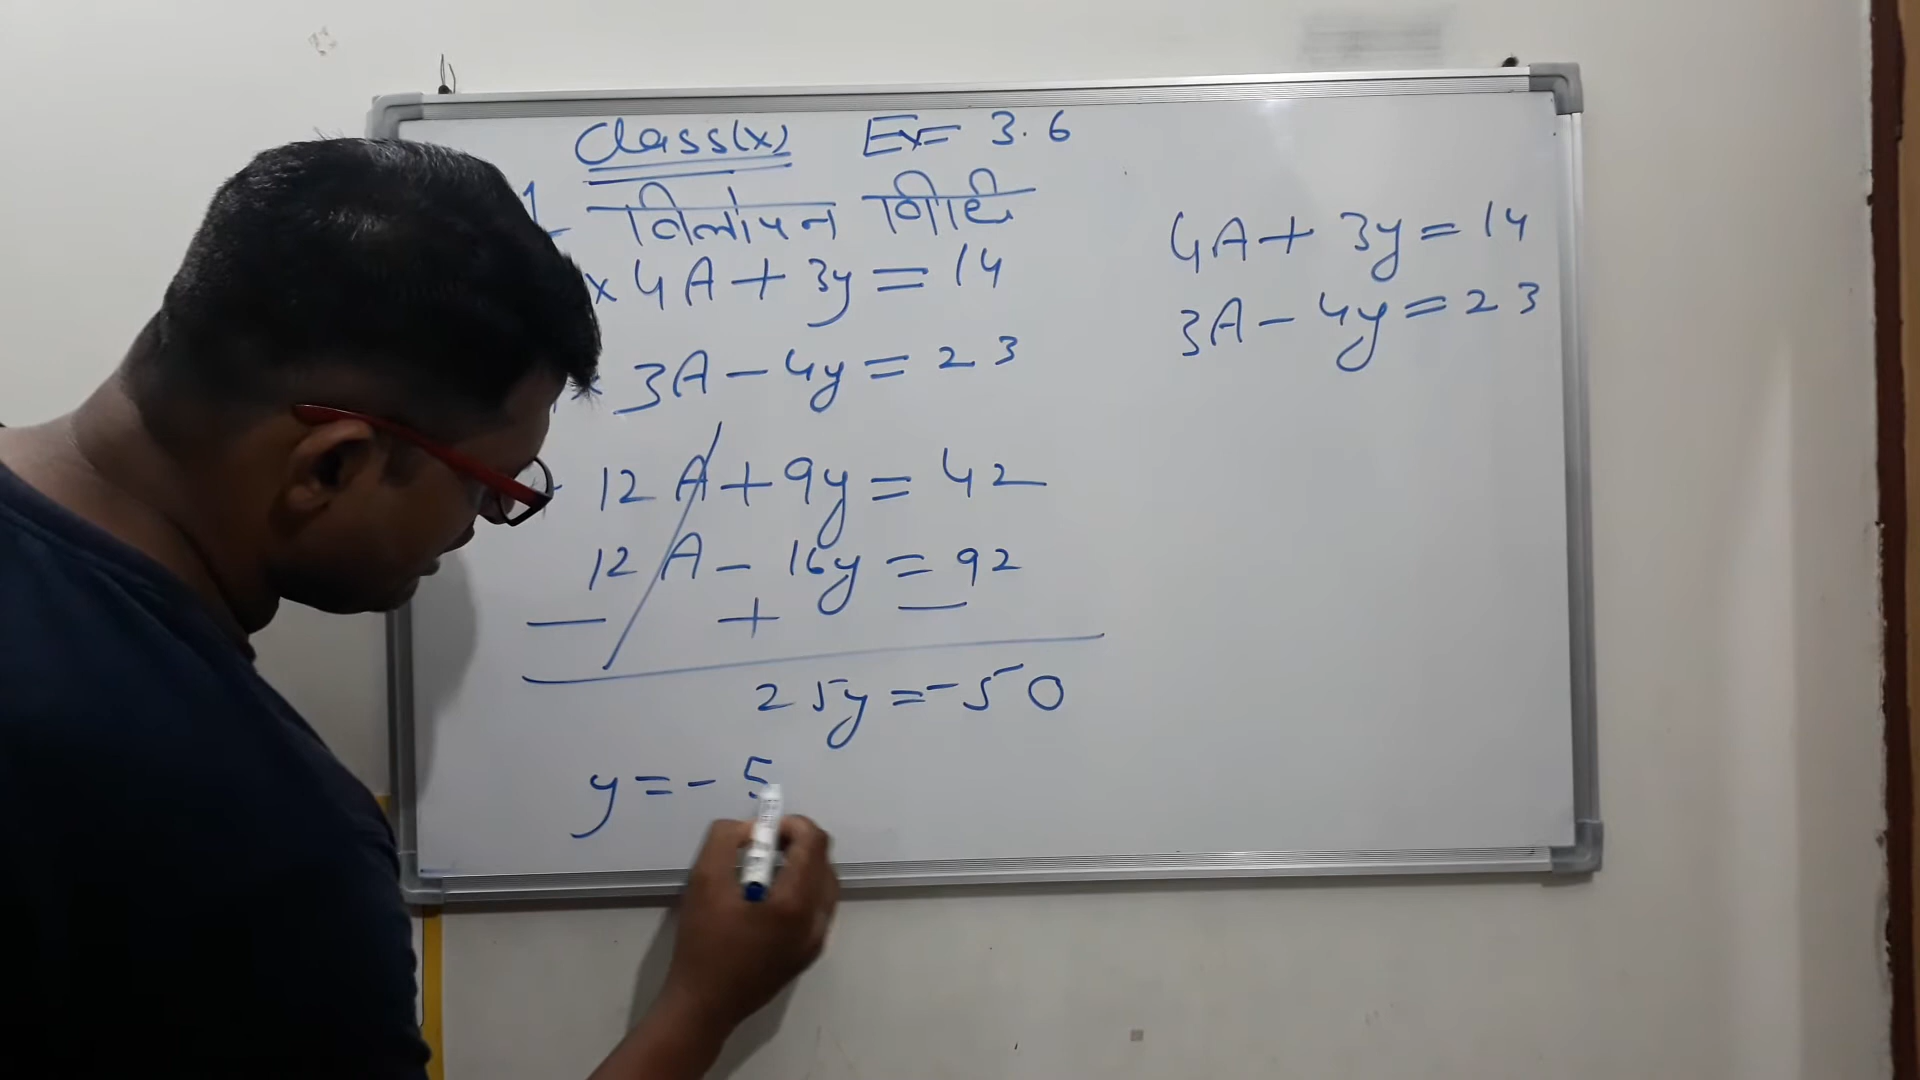 Class(x) Ex= 3.6
1 विलोपन विधि
× 4A + 3y = 14
× 3A - 4y = 23
12A + 9y = 42
12A - 16y = 92
- + -
25y = -50
y = - 5
4A + 3y = 14
3A - 4y = 23